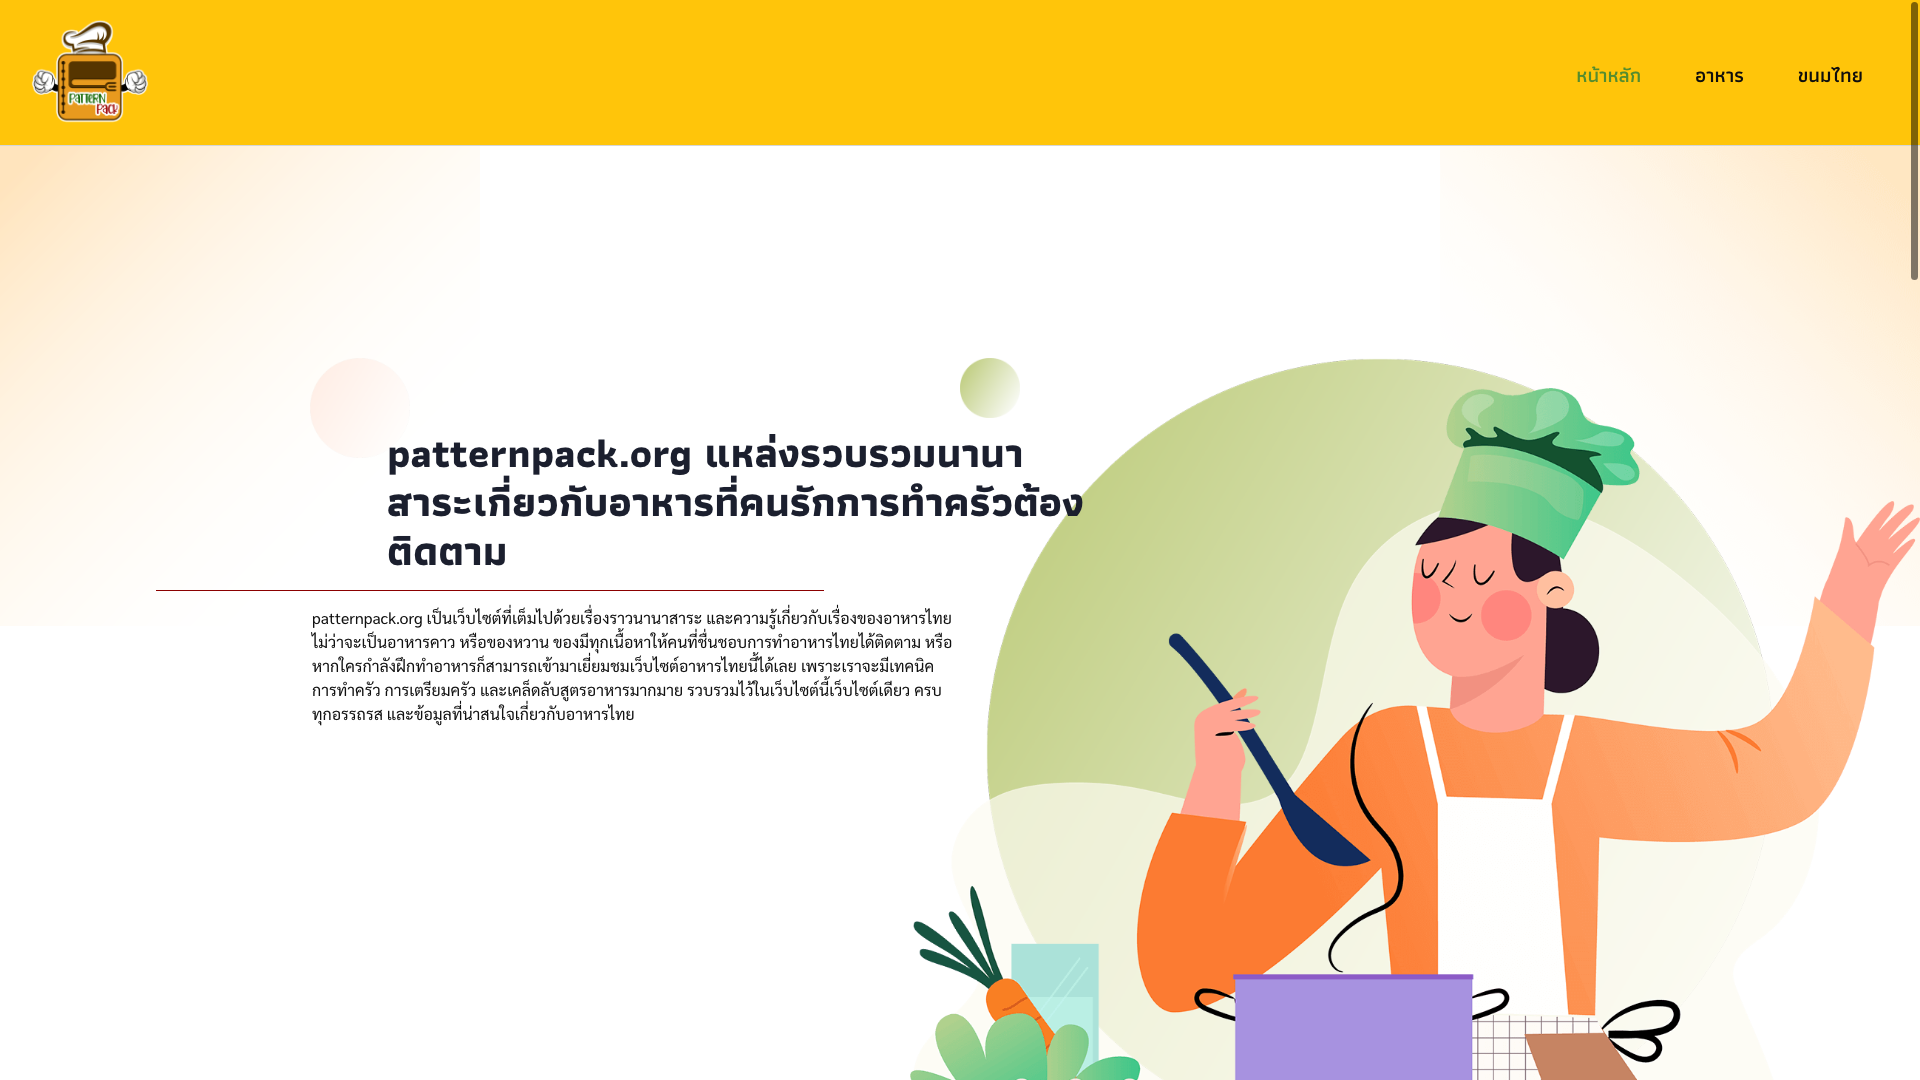 PATTERN
PACK
หน้าหลัก
อาหาร
ขนมไทย
patternpack.org แหล่งรวบรวมนานา
สาระเกี่ยวกับอาหารที่คนรักการทำครัวต้อง
ติดตาม
patternpack.org เป็นเว็บไซต์ที่เต็มไปด้วยเรื่องราวนานาสาระ และความรู้เกี่ยวกับเรื่องของอาหารไทย
ไม่ว่าจะเป็นอาหารคาว หรือของหวาน ของมีทุกเนื้อหาให้คนที่ชื่นชอบการทำอาหารไทยได้ติดตาม หรือ
หากใครกำลังฝึกทำอาหารก็สามารถเข้ามาเยี่ยมชมเว็บไซต์อาหารไทยนี้ได้เลย เพราะเราจะมีเทคนิค
การทำครัว การเตรียมครัว และเคล็ดลับสูตรอาหารมากมาย รวบรวมไว้ในเว็บไซต์นี้เว็บไซต์เดียว ครบ
ทุกอรรถรส และข้อมูลที่น่าสนใจเกี่ยวกับอาหารไทย